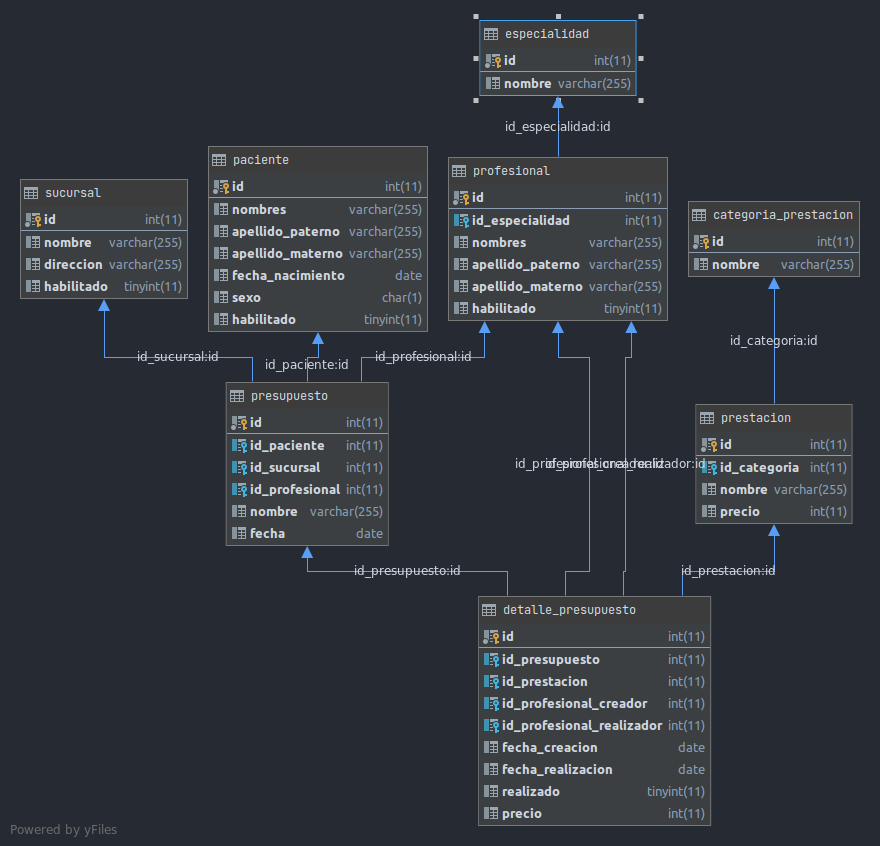 especialidad
id int(11)
nombre varchar(255)
id_especialidad:id
sucursal
id int(11)
nombre varchar(255)
direccion varchar(255)
habilitado tinyint(11)
paciente
id int(11)
nombres varchar(255)
apellido_paterno varchar(255)
apellido_materno varchar(255)
fecha_nacimiento date
sexo char(1)
habilitado tinyint(11)
profesional
id int(11)
id_especialidad int(11)
nombres varchar(255)
apellido_paterno varchar(255)
apellido_materno varchar(255)
habilitado tinyint(11)
categoria_prestacion
id int(11)
nombre varchar(255)
id_sucursal:id
id_paciente:id
id_profesional:id
id_categoria:id
presupuesto
id int(11)
id_paciente int(11)
id_sucursal int(11)
id_profesional int(11)
nombre varchar(255)
fecha date
prestacion
id int(11)
id_categoria int(11)
nombre varchar(255)
precio int(11)
id_presupuesto:id
id_prestacion:id
detalle_presupuesto
id int(11)
id_presupuesto int(11)
id_prestacion int(11)
id_profesional_creador int(11)
id_profesional_realizador int(11)
fecha_creacion date
fecha_realizacion date
realizado tinyint(11)
precio int(11)
Powered by yFiles